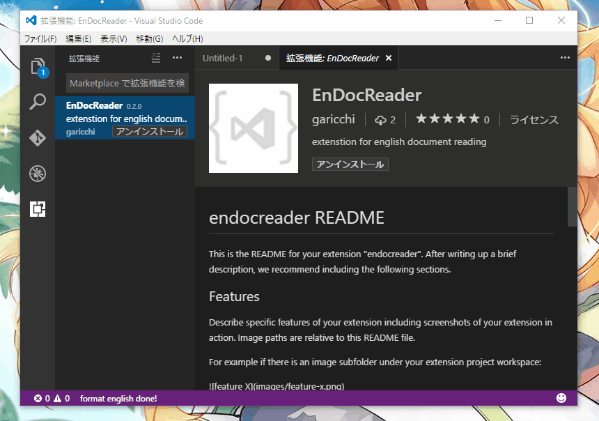 拡張機能: EnDocReader - Visual Studio Code
ファイル(F) 編集(E) 表示(V) 移動(G) ヘルプ(H)
拡張機能
Untitled-1
拡張機能: EnDocReader
1
Marketplace で拡張機能を検
EnDocReader 0.2.0
extenstion for english docum..
garicchi アンインストール
EnDocReader
garicchi 2 ★★★★★ 0 ライセンス
extenstion for english document reading
アンインストール
endocreader README
This is the README for your extension "endocreader". After writing up a brief
description, we recommend including the following sections.
Features
Describe specific features of your extension including screenshots of your extension in
action. Image paths are relative to this README file.
For example if there is an image subfolder under your extension project workspace:
![feature X](images/feature-x.png)
0 0 format english done!